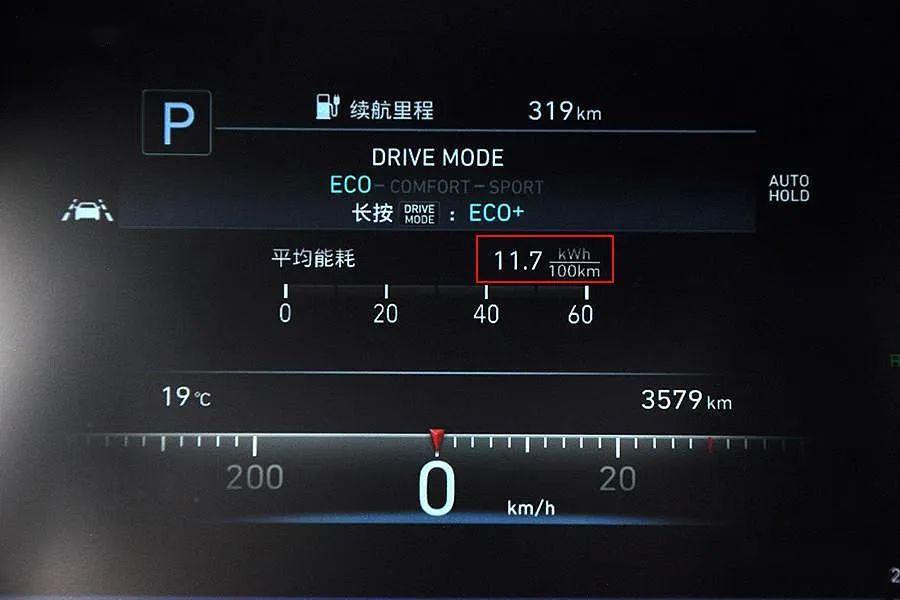 P
续航里程 319km
DRIVE MODE
ECO-COMFORT-SPORT
AUTO HOLD
长按 DRIVE MODE : ECO+
平均能耗 11.7 kWh/100km
0 20 40 60
19℃ 3579km
200 0 20
km/h